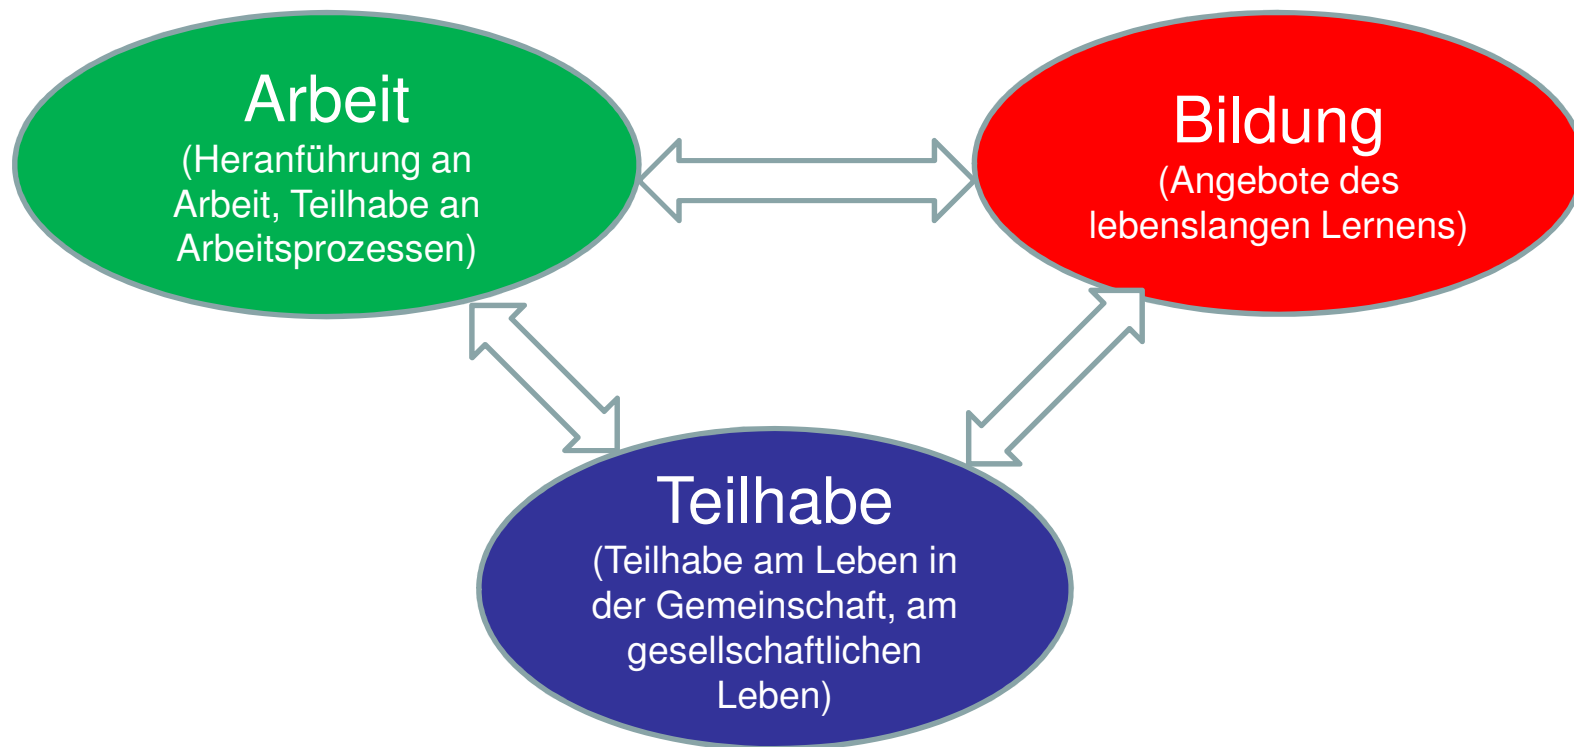 Arbeit
(Heranführung an
Arbeit, Teilhabe an
Arbeitsprozessen)
Bildung
(Angebote des
lebenslangen Lernens)
Teilhabe
(Teilhabe am Leben in
der Gemeinschaft, am
gesellschaftlichen
Leben)